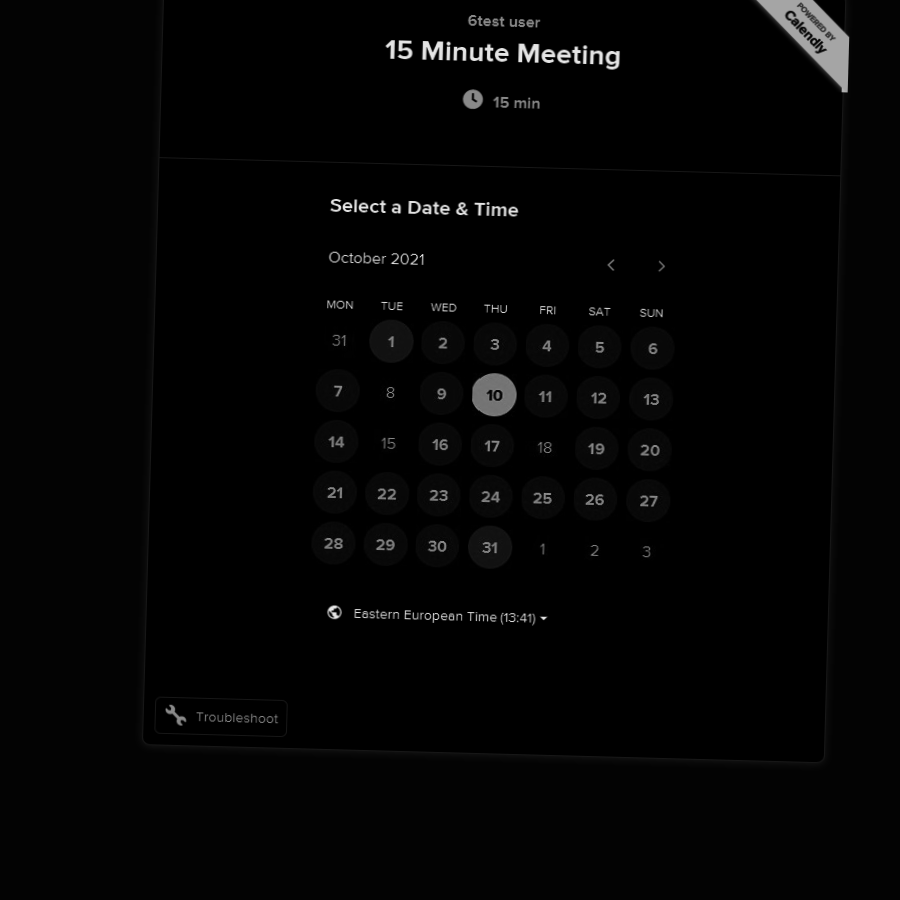 6test user
POWERED BY
Calendly
15 Minute Meeting
15 min
Select a Date & Time
October 2021
MON TUE WED THU FRI SAT SUN
31 1 2 3 4 5 6
7 8 9 10 11 12 13
14 15 16 17 18 19 20
21 22 23 24 25 26 27
28 29 30 31 1 2 3
Eastern European Time (13:41)
Troubleshoot